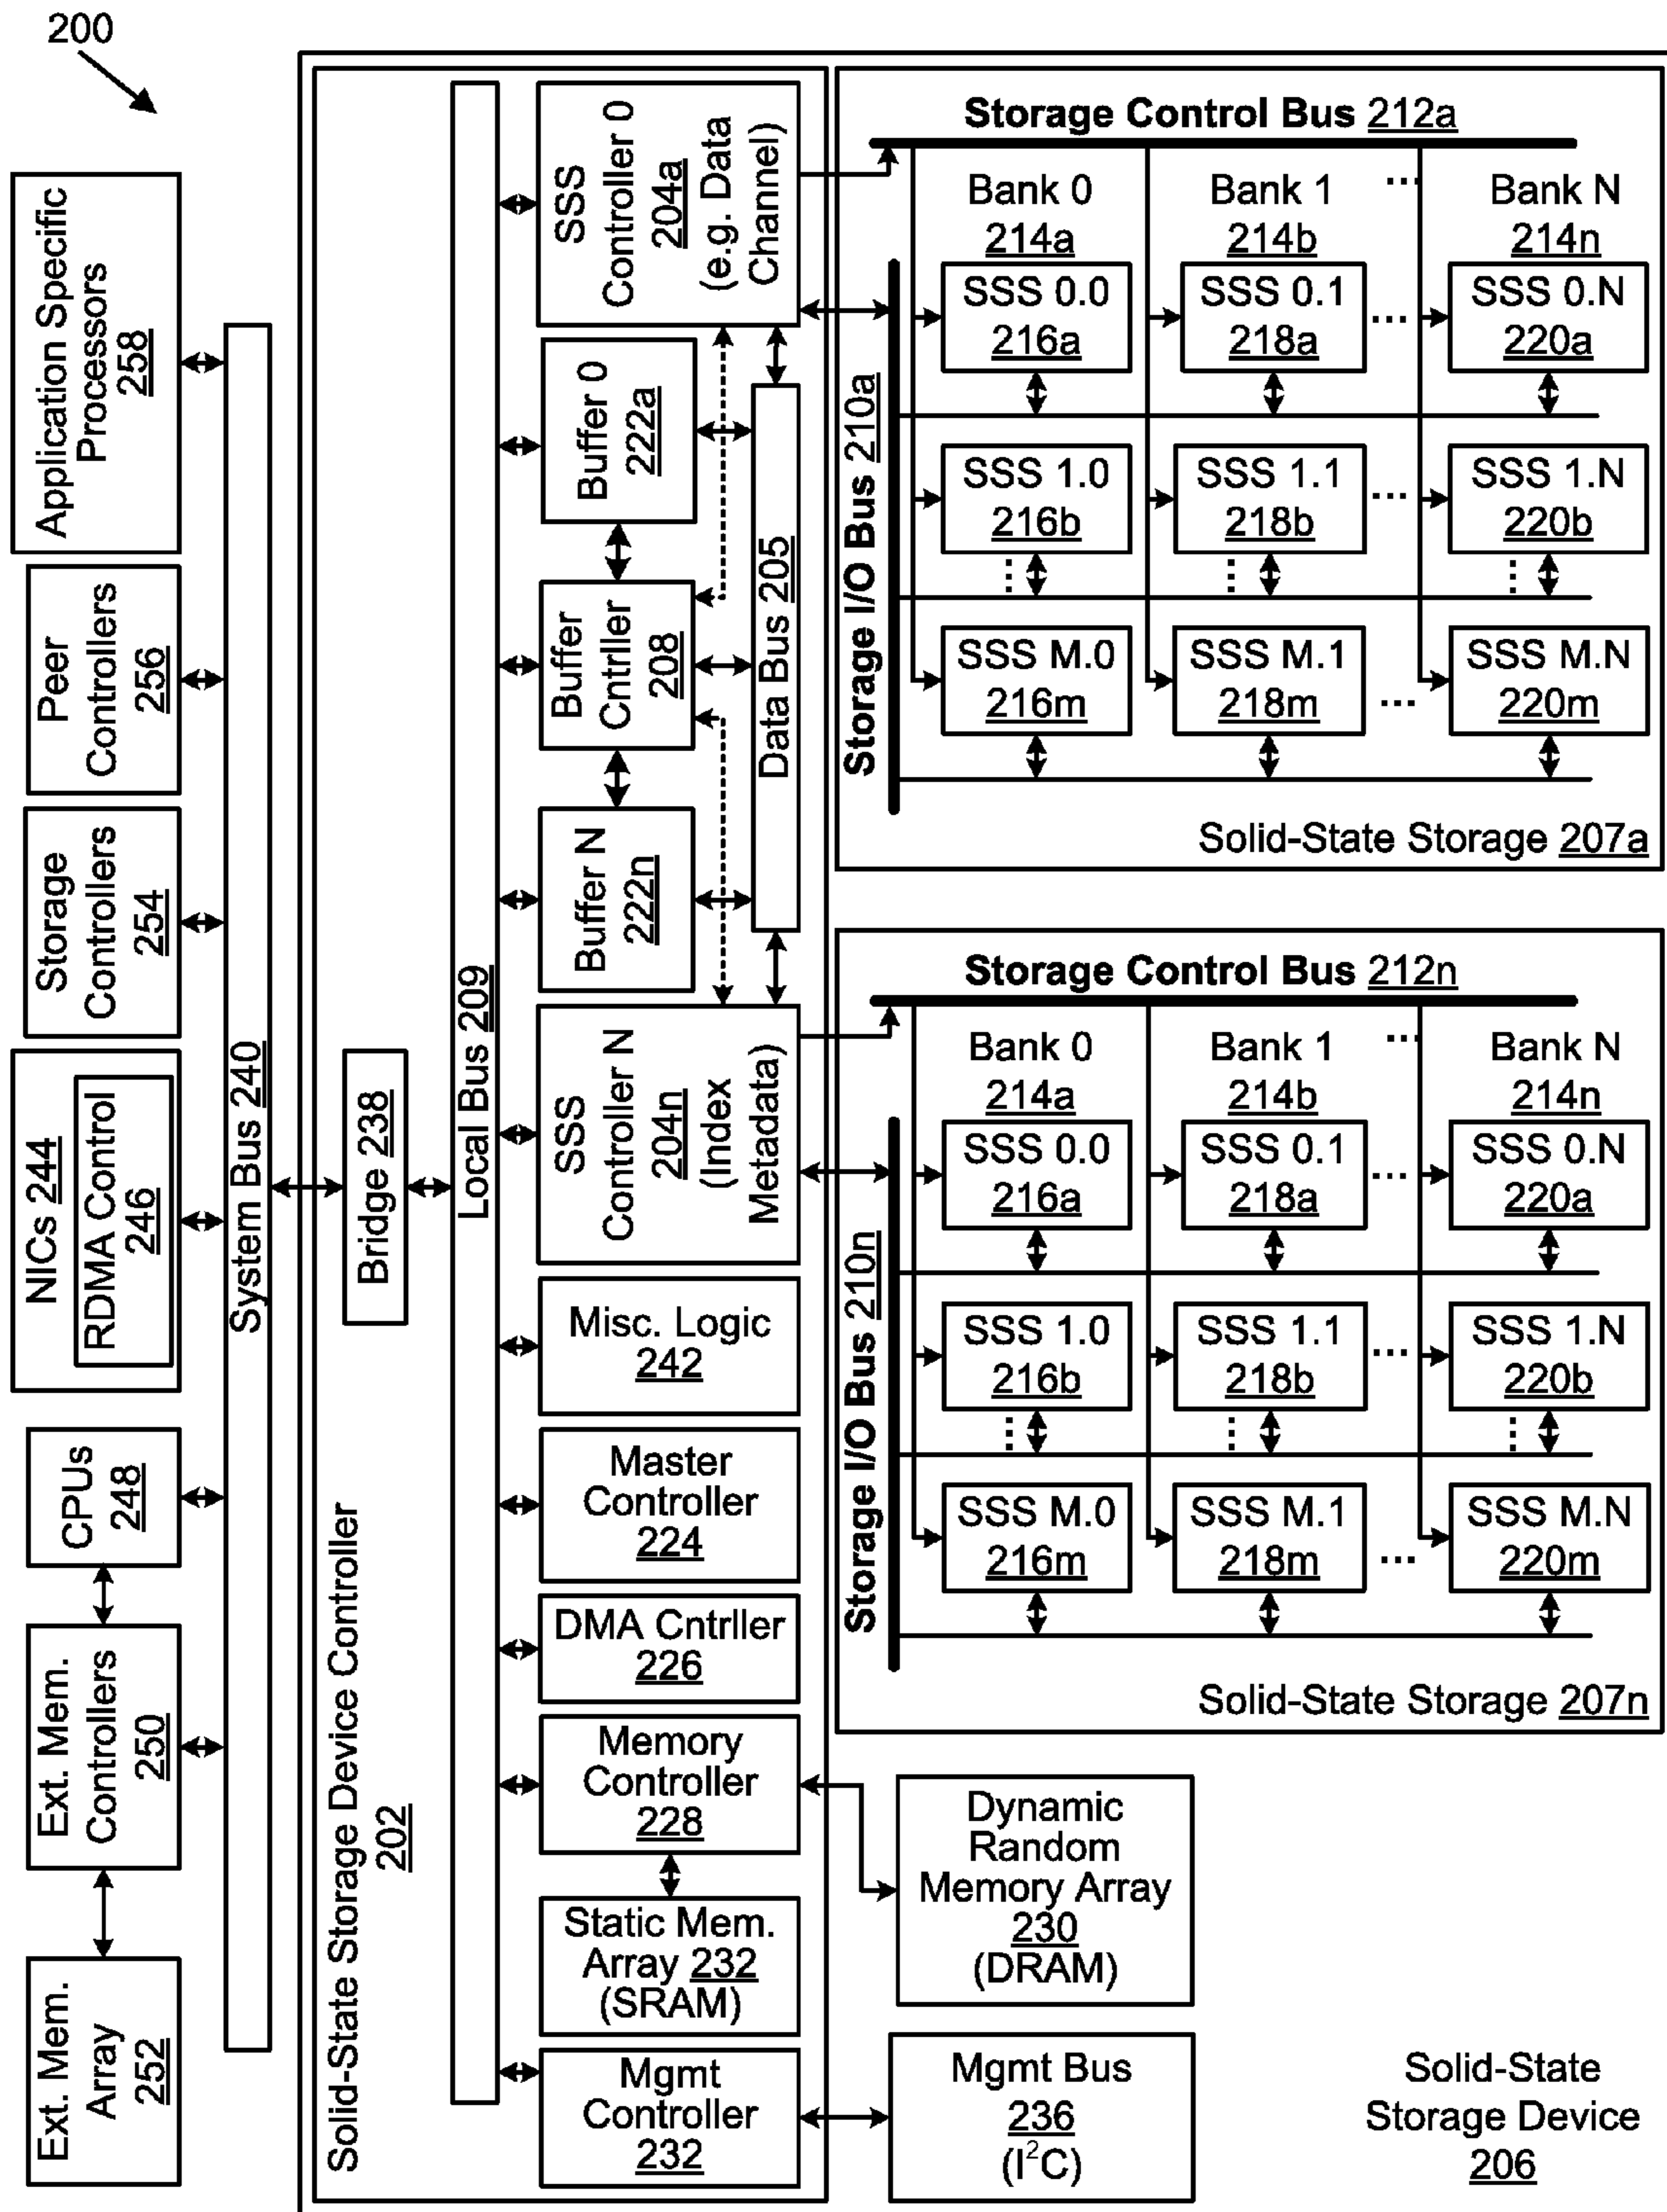 200
Application Specific
Processors
258
Peer
Controllers
256
Storage
Controllers
254
NICs 244
RDMA Control
246
CPUs
248
Ext. Mem.
Controllers
250
Ext. Mem.
Array
252
System Bus 240
Solid-State Storage Device Controller
202
Bridge 238
Local Bus 209
SSS
Controller 0
204a
(e.g. Data
Channel)
Buffer 0
222a
Buffer
Cntrller
208
Buffer N
222n
Data Bus 205
SSS
Controller N
204n
(Index
Metadata)
Misc. Logic
242
Master
Controller
224
DMA Cntrller
226
Memory
Controller
228
Static Mem.
Array 232
(SRAM)
Mgmt
Controller
232
Storage Control Bus 212a
Storage I/O Bus 210a
Bank 0
214a
Bank 1
214b
...
Bank N
214n
SSS 0.0
216a
SSS 0.1
218a
...
SSS 0.N
220a
SSS 1.0
216b
SSS 1.1
218b
...
SSS 1.N
220b
...
...
...
SSS M.0
216m
SSS M.1
218m
...
SSS M.N
220m
Solid-State Storage 207a
Storage Control Bus 212n
Storage I/O Bus 210n
Bank 0
214a
Bank 1
214b
...
Bank N
214n
SSS 0.0
216a
SSS 0.1
218a
...
SSS 0.N
220a
SSS 1.0
216b
SSS 1.1
218b
...
SSS 1.N
220b
...
...
...
SSS M.0
216m
SSS M.1
218m
...
SSS M.N
220m
Solid-State Storage 207n
Dynamic
Random
Memory Array
230
(DRAM)
Mgmt Bus
236
(I²C)
Solid-State
Storage Device
206